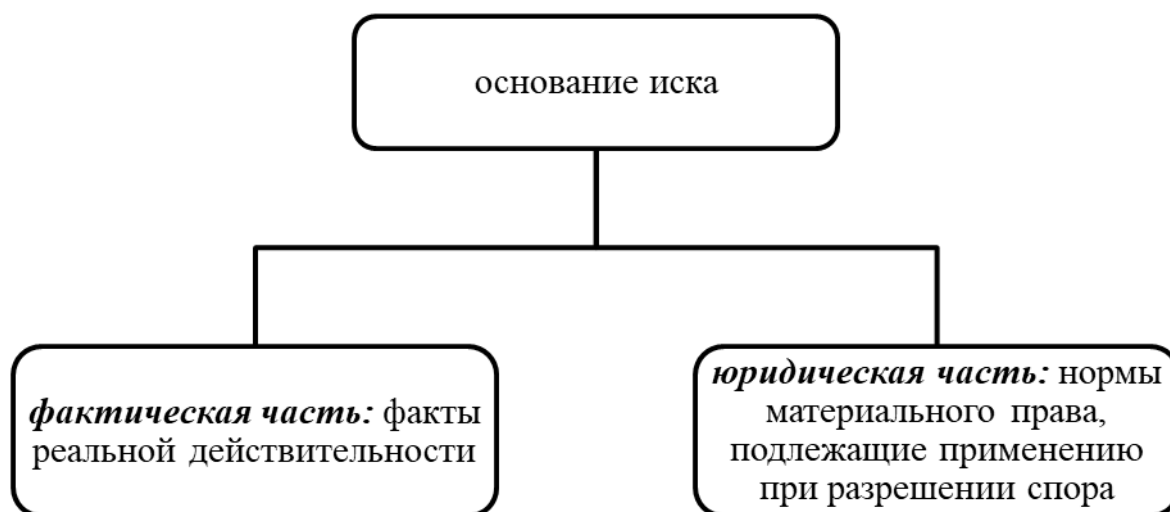 основание иска
фактическая часть: факты
реальной действительности
юридическая часть: нормы
материального права,
подлежащие применению
при разрешении спора